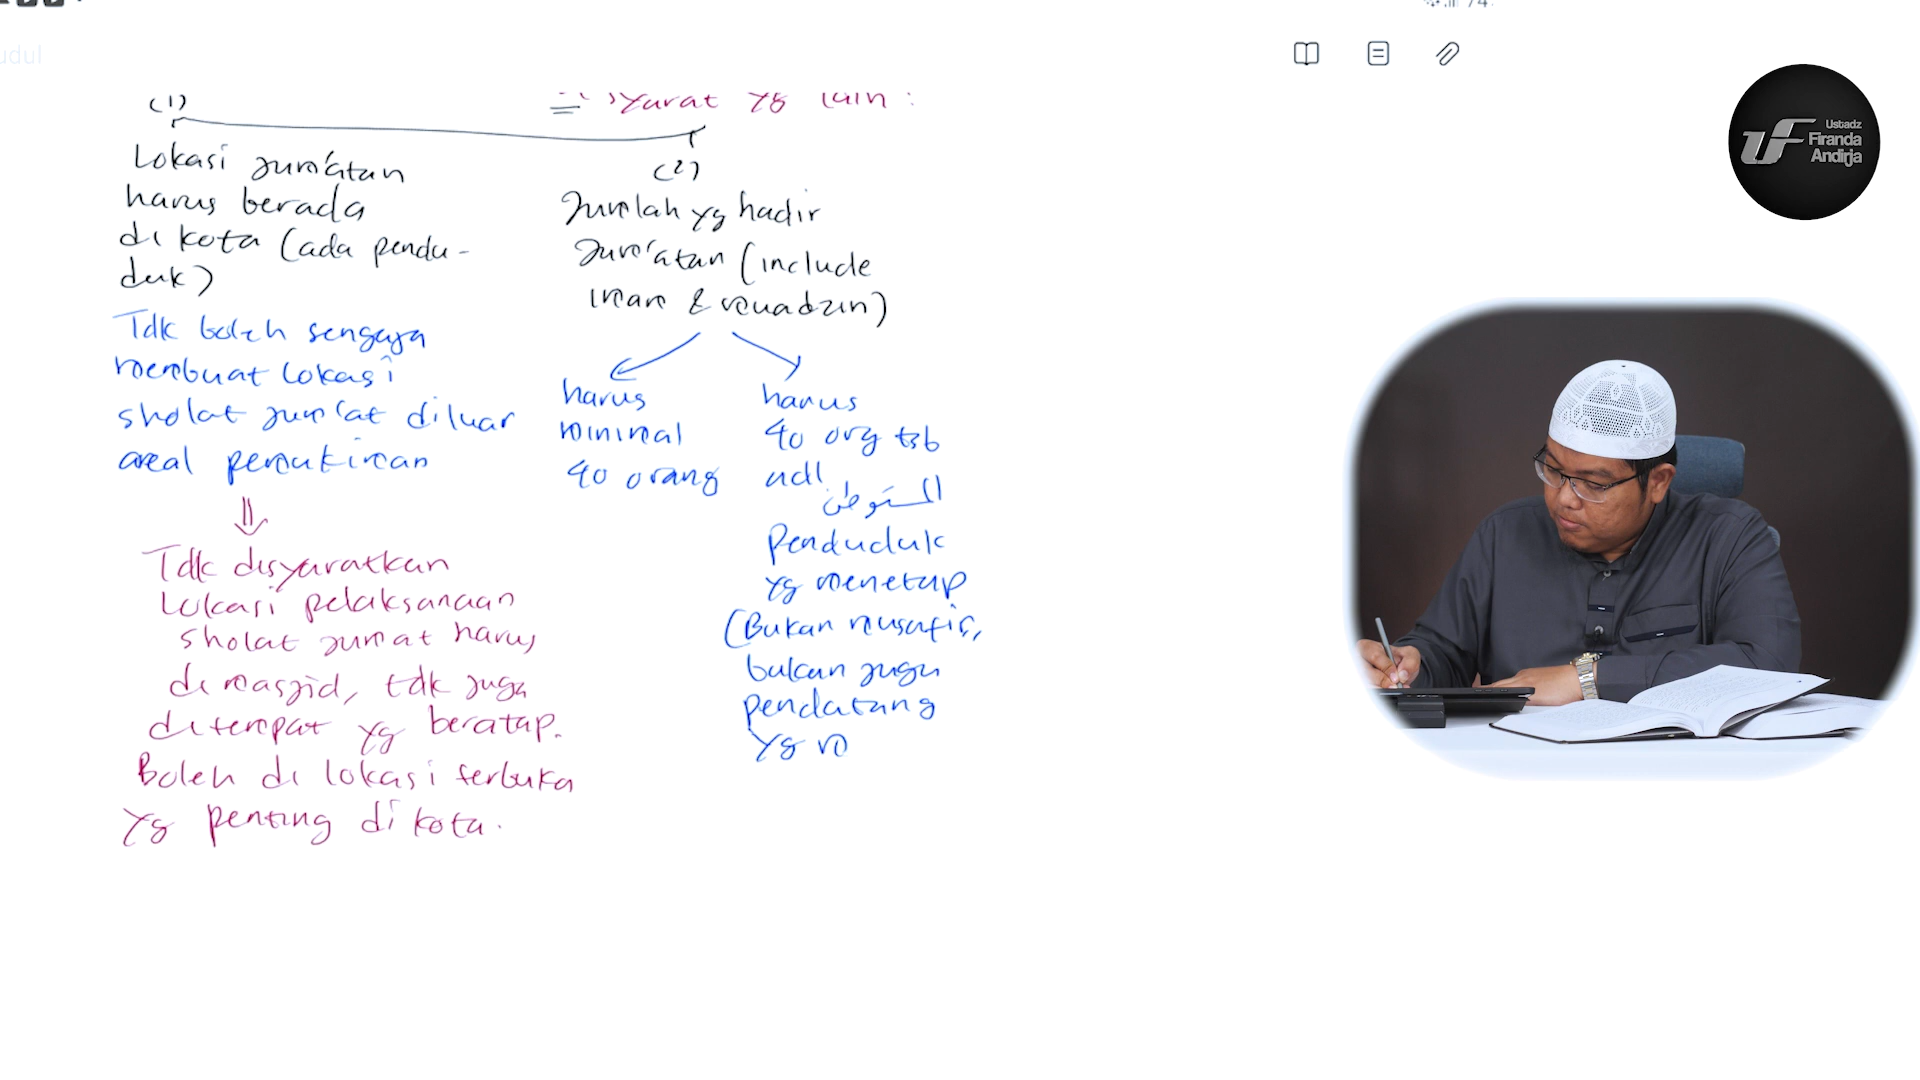 syarat yg lain :
(1)
Lokasi Jum'atan
harus berada
di kota (ada pendu-
duk)
Tdk boleh sengaja
membuat lokasi
sholat jum'at diluar
areal pemukiman
Tdk disyaratkan
lokasi pelaksanaan
sholat jumat harus
di masjid, tdk juga
ditempat yg beratap.
Boleh di lokasi terbuka
yg penting di kota.
(2)
Jumlah yg hadir
Jum'atan (include
imam & muadzin)
harus
minimal
40 orang
harus
40 org tsb
adl
المستوطن
Penduduk
yg menetap
(Bukan musafir,
bukan juga
pendatang
yg m
Ustadz
Firanda
Andirja